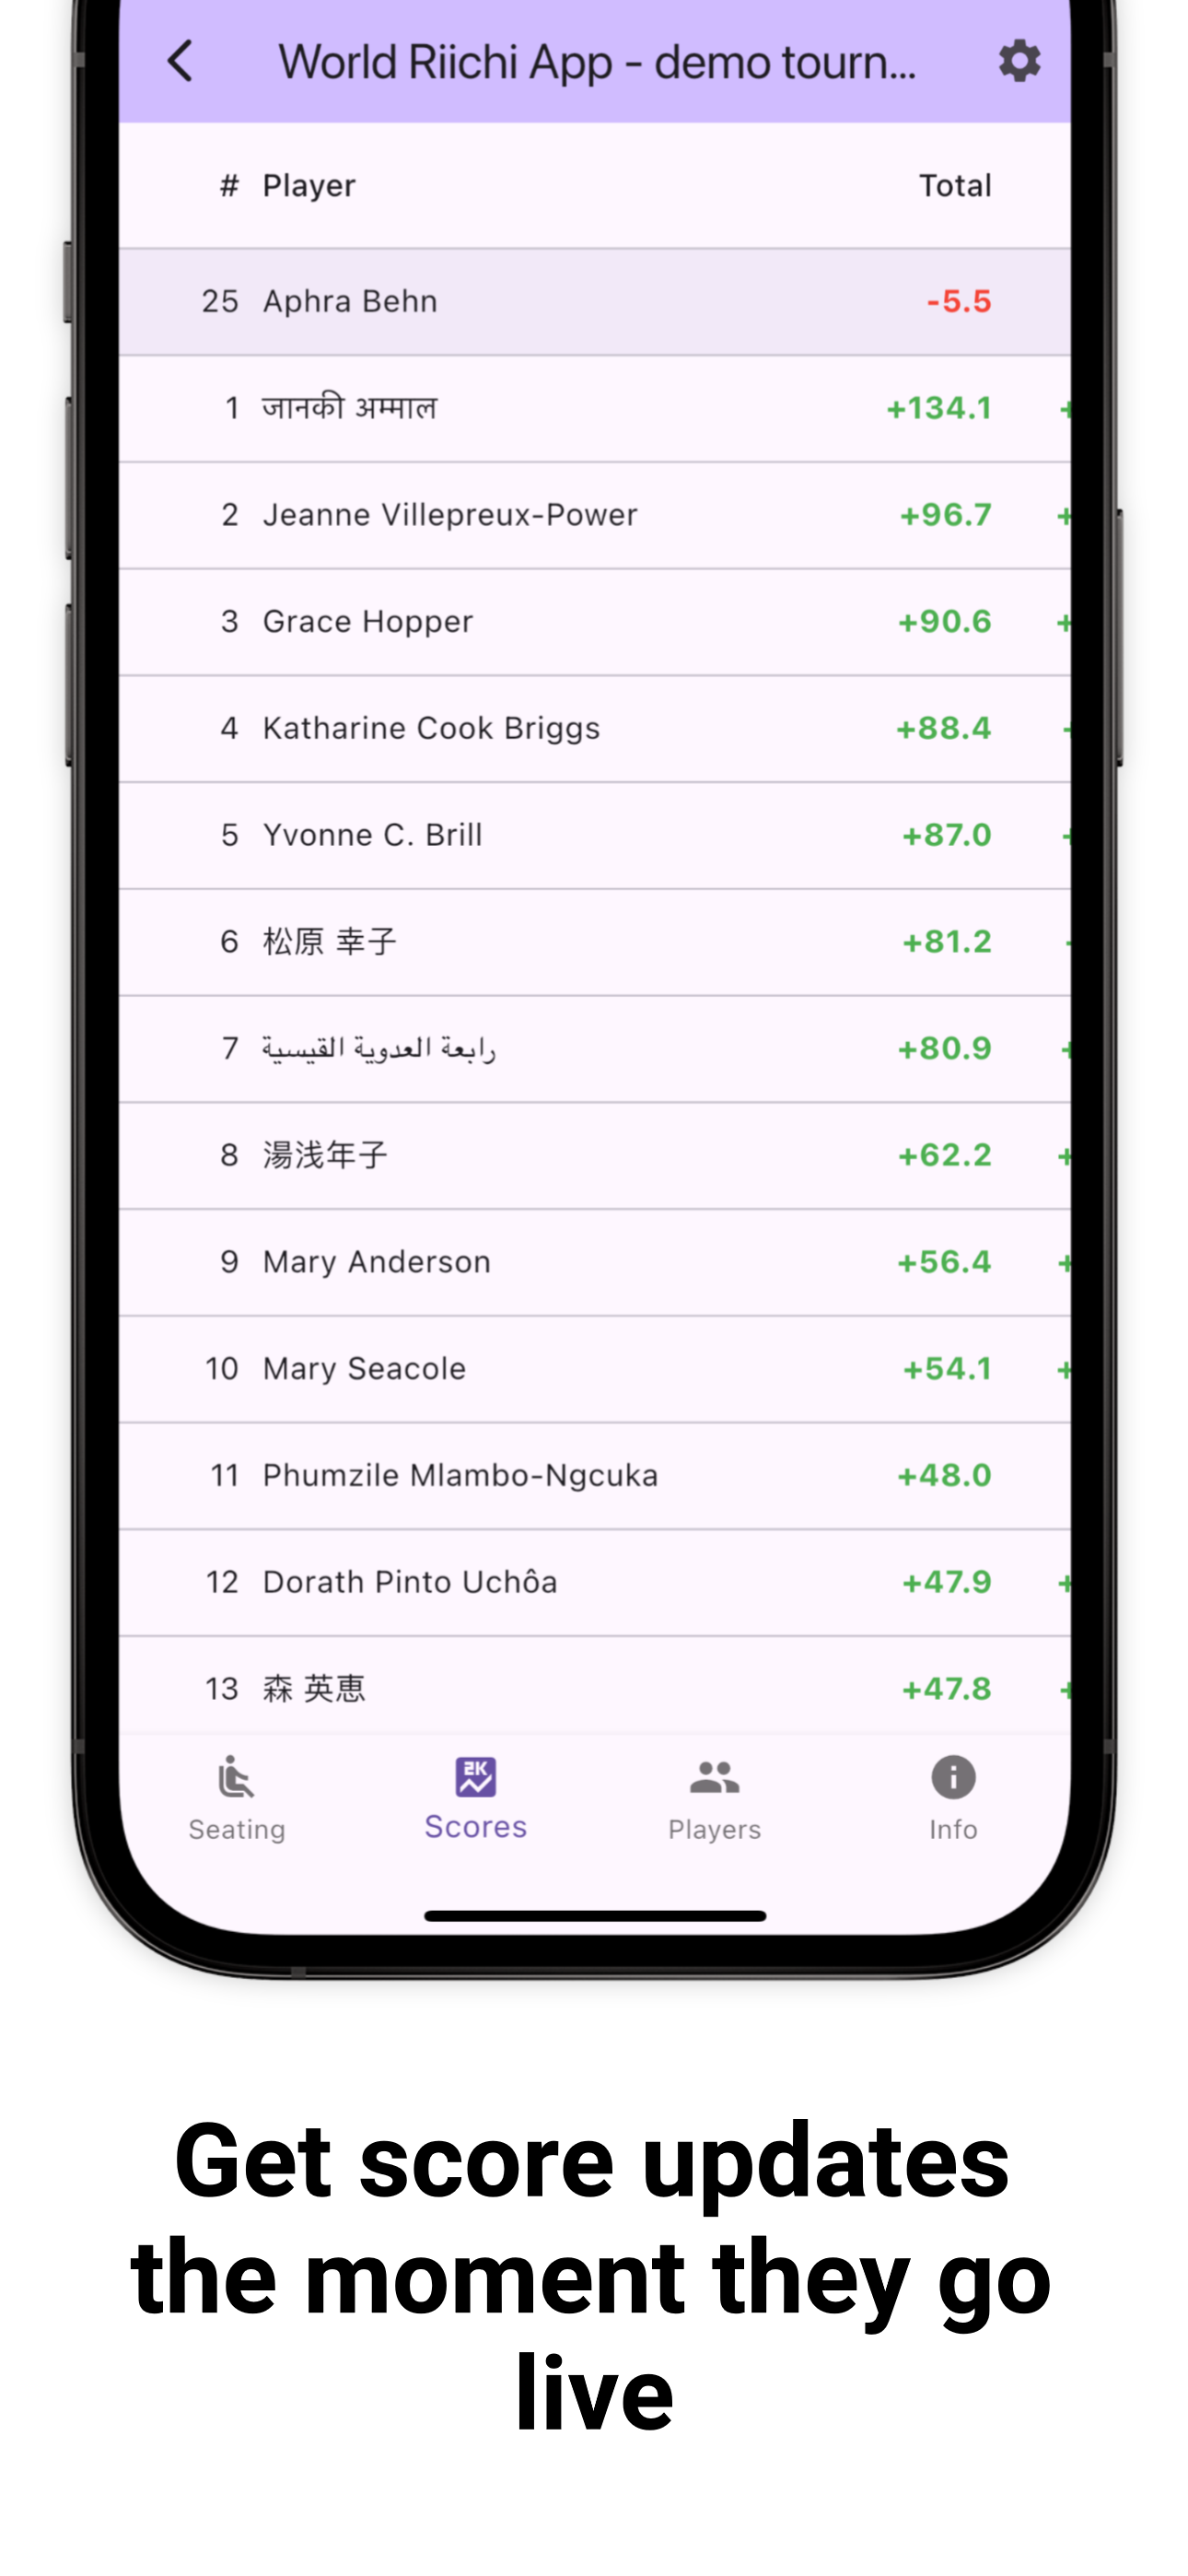 World Riichi App - demo tourn...
# Player Total
25 Aphra Behn -5.5
1 जानकी अम्माल +134.1 +
2 Jeanne Villepreux-Power +96.7 +
3 Grace Hopper +90.6 +
4 Katharine Cook Briggs +88.4
5 Yvonne C. Brill +87.0
6 松原 幸子 +81.2
7 رابعة العدوية القيسية +80.9
8 湯浅年子 +62.2 +
9 Mary Anderson +56.4 +
10 Mary Seacole +54.1 +
11 Phumzile Mlambo-Ngcuka +48.0
12 Dorath Pinto Uchôa +47.9 +
13 森 英恵 +47.8 +
2K
Seating Scores Players Info
Get score updates
the moment they go
live